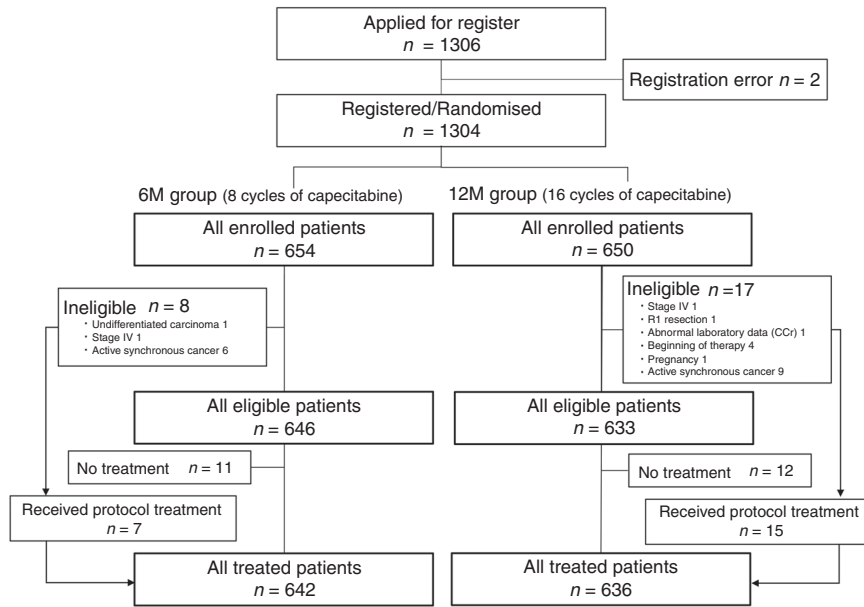 Applied for register
n = 1306
Registration error n = 2
Registered/Randomised
n = 1304
6M group (8 cycles of capecitabine)
12M group (16 cycles of capecitabine)
All enrolled patients
n = 654
All enrolled patients
n = 650
Ineligible n = 8
· Undifferentiated carcinoma 1
· Stage IV 1
· Active synchronous cancer 6
Ineligible n =17
· Stage IV 1
· R1 resection 1
· Abnormal laboratory data (CCr) 1
· Beginning of therapy 4
· Pregnancy 1
· Active synchronous cancer 9
All eligible patients
n = 646
All eligible patients
n = 633
No treatment n = 11
No treatment n = 12
Received protocol treatment
n = 7
Received protocol treatment
n = 15
All treated patients
n = 642
All treated patients
n = 636